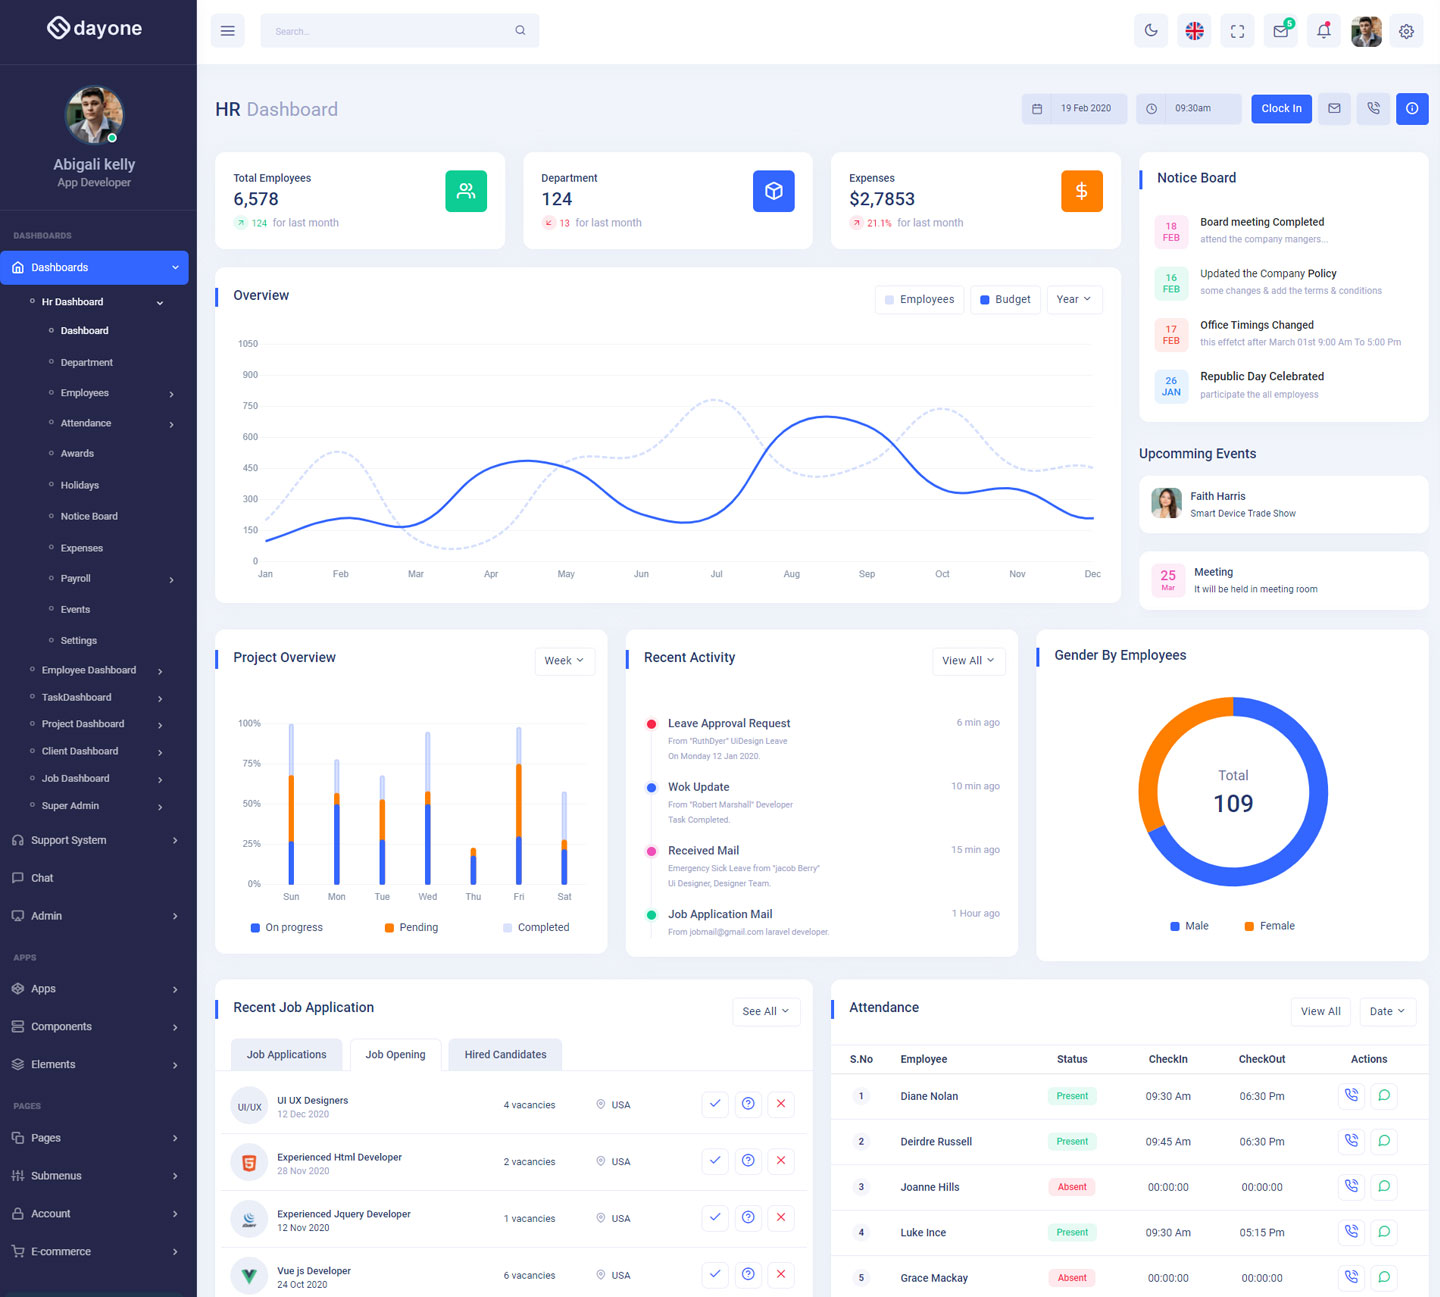 dayone
Abigali kelly
App Developer
DASHBOARDS
Dashboards
Hr Dashboard
Dashboard
Department
Employees
Attendance
Awards
Holidays
Notice Board
Expenses
Payroll
Events
Settings
Employee Dashboard
TaskDashboard
Project Dashboard
Client Dashboard
Job Dashboard
Super Admin
Support System
Chat
Admin
APPS
Apps
Components
Elements
PAGES
Pages
Submenus
Account
E-commerce
Search...
5
HR Dashboard
19 Feb 2020
09:30am
Clock In
Total Employees
6,578
124 for last month
Department
124
13 for last month
Expenses
$2,7853
21.1% for last month
Overview
Employees
Budget
Year
1050
900
750
600
450
300
150
0
Jan Feb Mar Apr May Jun Jul Aug Sep Oct Nov Dec
Notice Board
18 FEB
Board meeting Completed
attend the company mangers...
16 FEB
Updated the Company Policy
some changes & add the terms & conditions
17 FEB
Office Timings Changed
this effetct after March 01st 9:00 Am To 5:00 Pm
26 JAN
Republic Day Celebrated
participate the all employess
Upcomming Events
Faith Harris
Smart Device Trade Show
25 Mar
Meeting
It will be held in meeting room
Project Overview
Week
100%
75%
50%
25%
0%
Sun Mon Tue Wed Thu Fri Sat
On progress Pending Completed
Recent Activity
View All
Leave Approval Request 6 min ago
From "RuthDyer" UiDesign Leave
On Monday 12 Jan 2020.
Wok Update 10 min ago
From "Robert Marshall" Developer
Task Completed.
Received Mail 15 min ago
Emergency Sick Leave from "jacob Berry"
Ui Designer, Designer Team.
Job Application Mail 1 Hour ago
From jobmail@gmail.com laravel developer.
Gender By Employees
Total
109
Male Female
Recent Job Application
See All
Job Applications Job Opening Hired Candidates
UI/UX
UI UX Designers 4 vacancies USA
12 Dec 2020
Experienced Html Developer 2 vacancies USA
28 Nov 2020
Experienced Jquery Developer 1 vacancies USA
12 Nov 2020
Vue js Developer 6 vacancies USA
24 Oct 2020
Attendance
View All
Date
S.No Employee Status CheckIn CheckOut Actions
1 Diane Nolan Present 09:30 Am 06:30 Pm
2 Deirdre Russell Present 09:45 Am 06:30 Pm
3 Joanne Hills Absent 00:00:00 00:00:00
4 Luke Ince Present 09:30 Am 05:15 Pm
5 Grace Mackay Absent 00:00:00 00:00:00